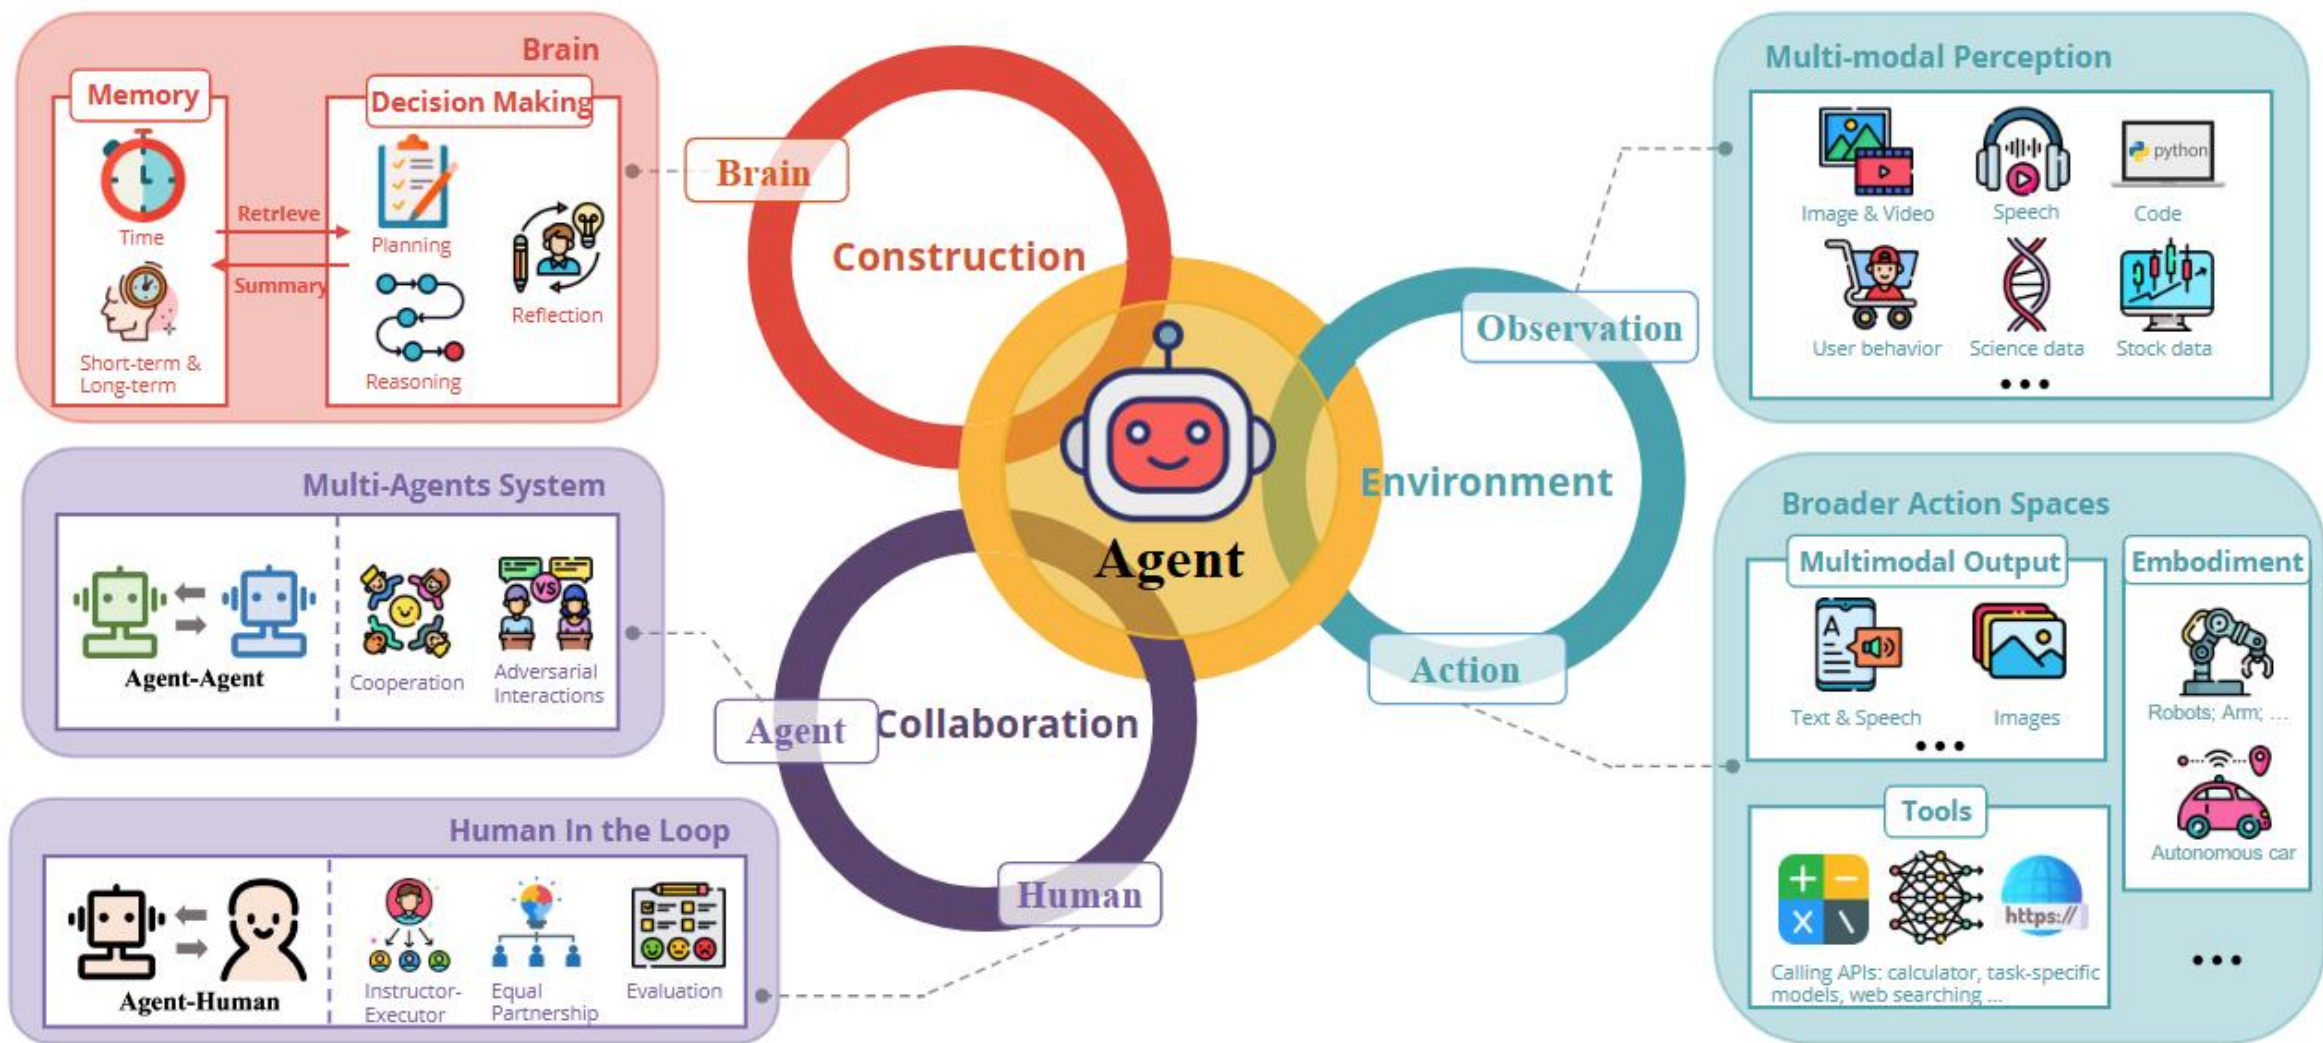 Brain
Memory
Time
Short-term &
Long-term
Retrieve
Summary
Decision Making
Planning
Reasoning
Reflection
Brain
Construction
Multi-Agents System
Agent-Agent
Cooperation
Adversarial
Interactions
Agent
Collaboration
Human In the Loop
Agent-Human
Instructor-
Executor
Equal
Partnership
Evaluation
Human
Agent
Environment
Observation
Action
Multi-modal Perception
Image & Video
Speech
python
Code
User behavior
Science data
Stock data
•••
Broader Action Spaces
Multimodal Output
A
Text & Speech
Images
•••
Embodiment
Robots; Arm; ...
Autonomous car
Tools
+ −
X \
https://
Calling APIs: calculator, task-specific
models, web searching ...
•••
VS